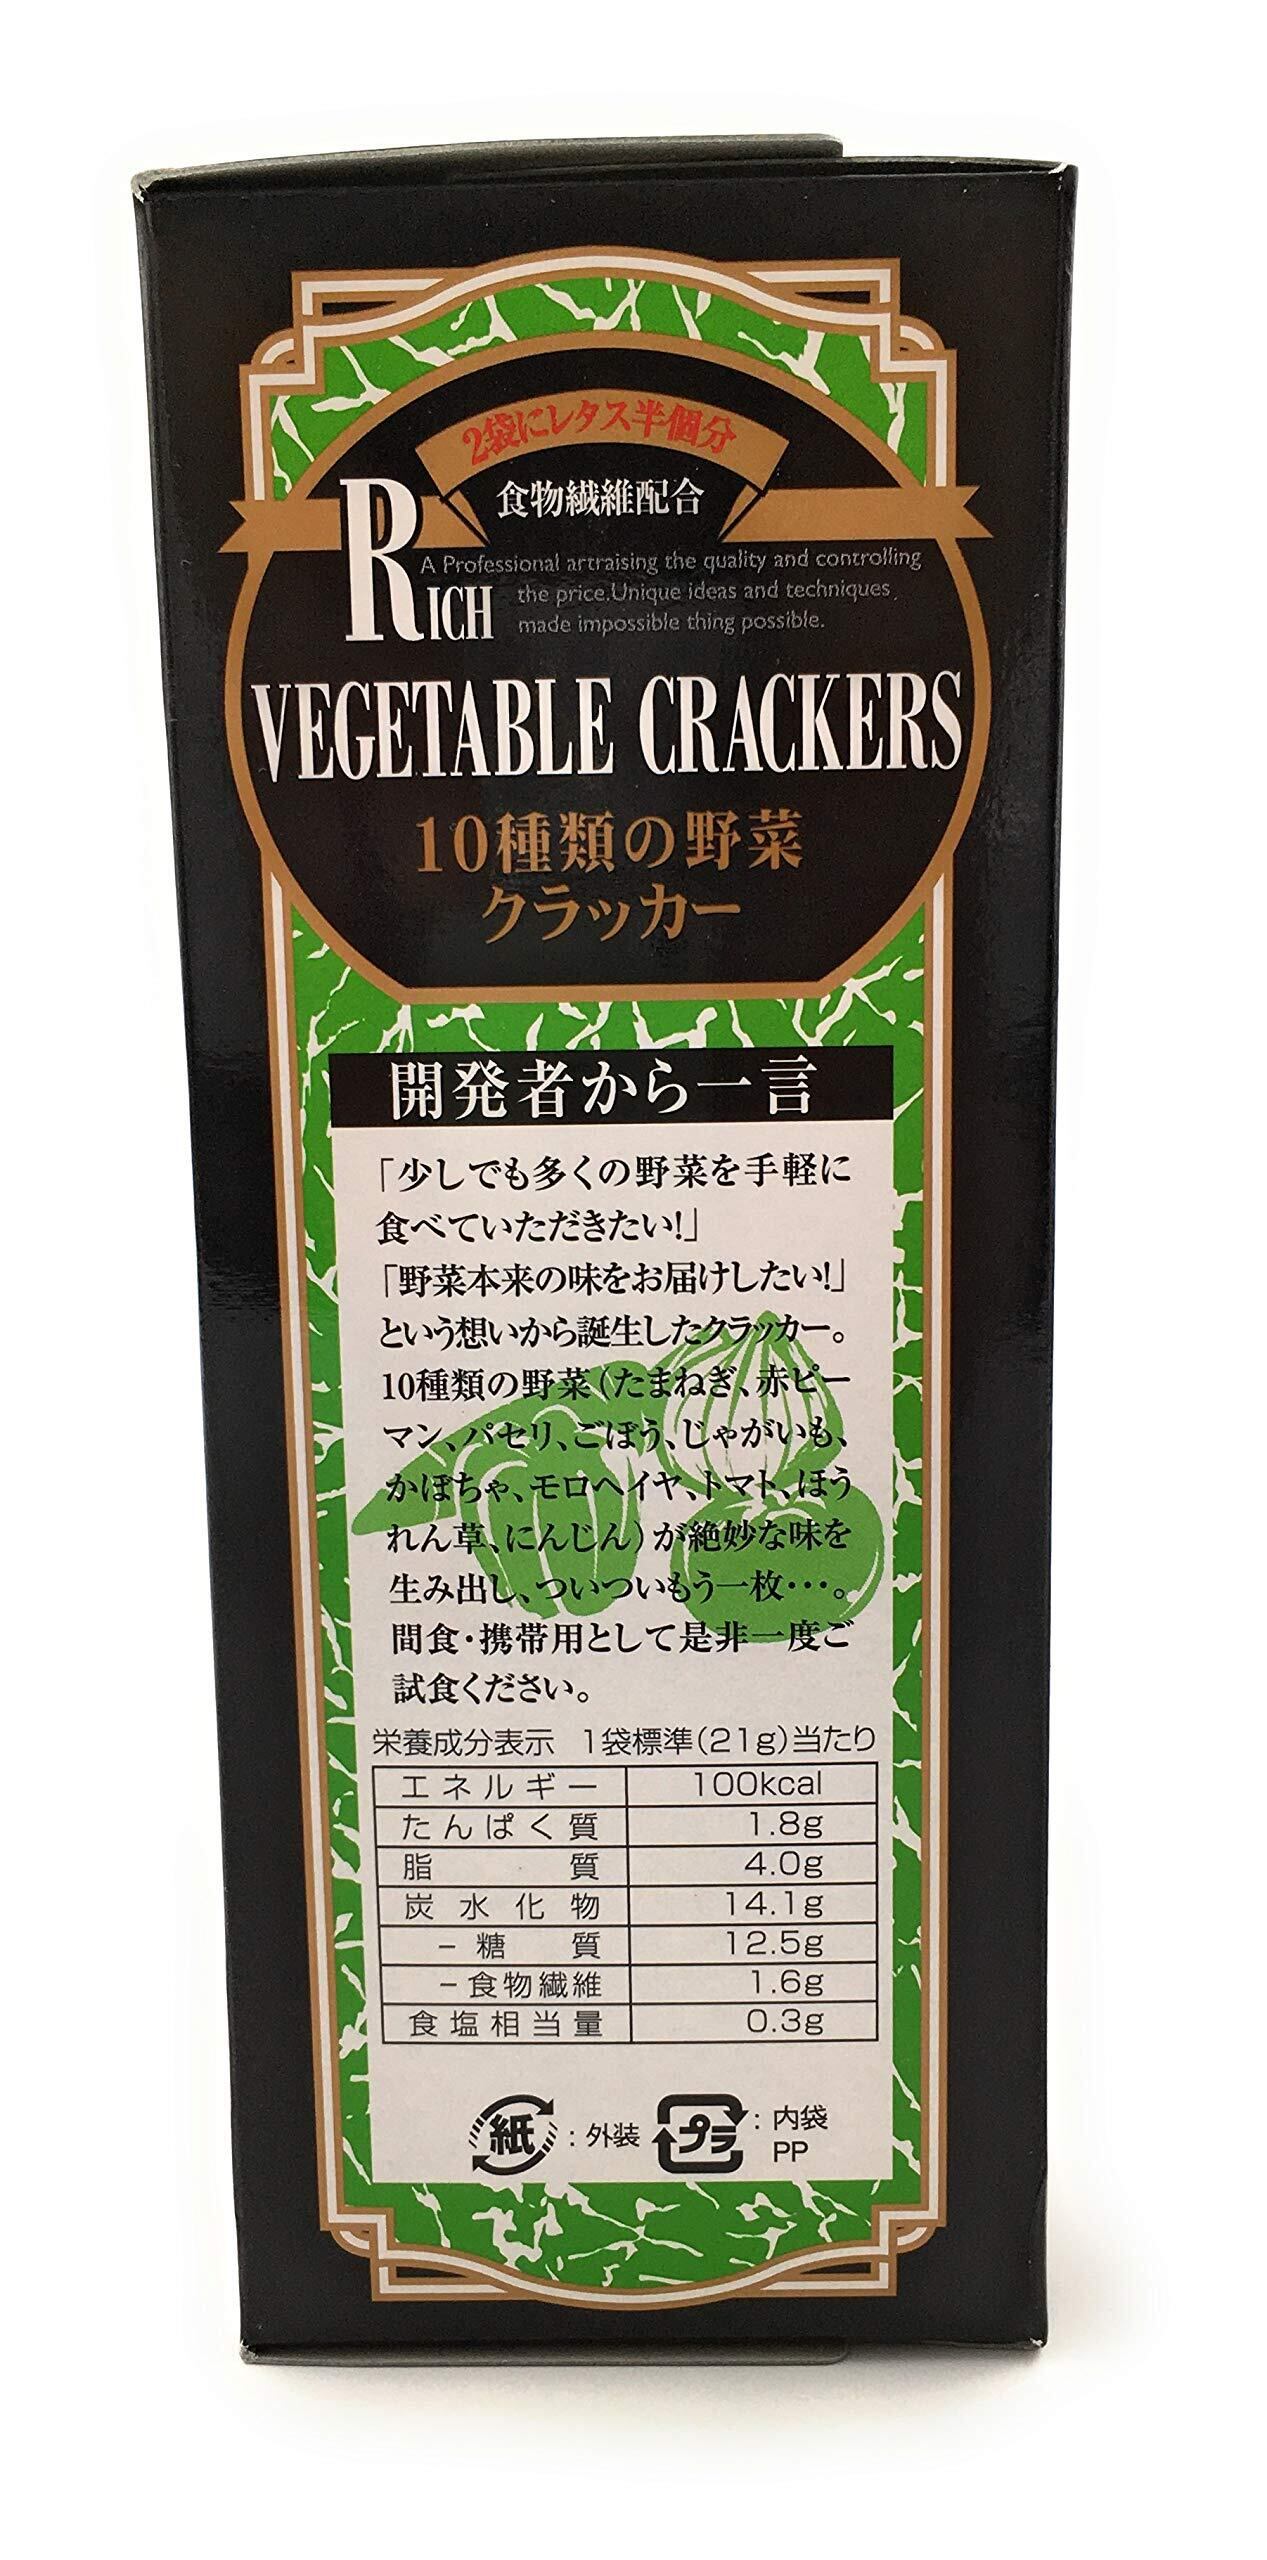 2袋にレタス半個分
食物繊維配合
RICH
A Professional artraising the quality and controlling
the price.Unique ideas and techniques
made impossible thing possible.
VEGETABLE CRACKERS
10種類の野菜
クラッカー
開発者から一言
「少しでも多くの野菜を手軽に
食べていただきたい!」
「野菜本来の味をお届けしたい!」
という想いから誕生したクラッカー。
10種類の野菜(たまねぎ、赤ピー
マン、パセリ、ごぼう、じゃがいも、
かぼちゃ、モロヘイヤ、トマト、ほう
れん草、にんじん)が絶妙な味を
生み出し、ついついもう一枚…。
間食・携帯用として是非一度ご
試食ください。
栄養成分表示 1袋標準(21g)当たり
エネルギー 100kcal
たんぱく質 1.8g
脂質 4.0g
炭水化物 14.1g
－糖質 12.5g
－食物繊維 1.6g
食塩相当量 0.3g
紙:外装 プラ:内袋
PP